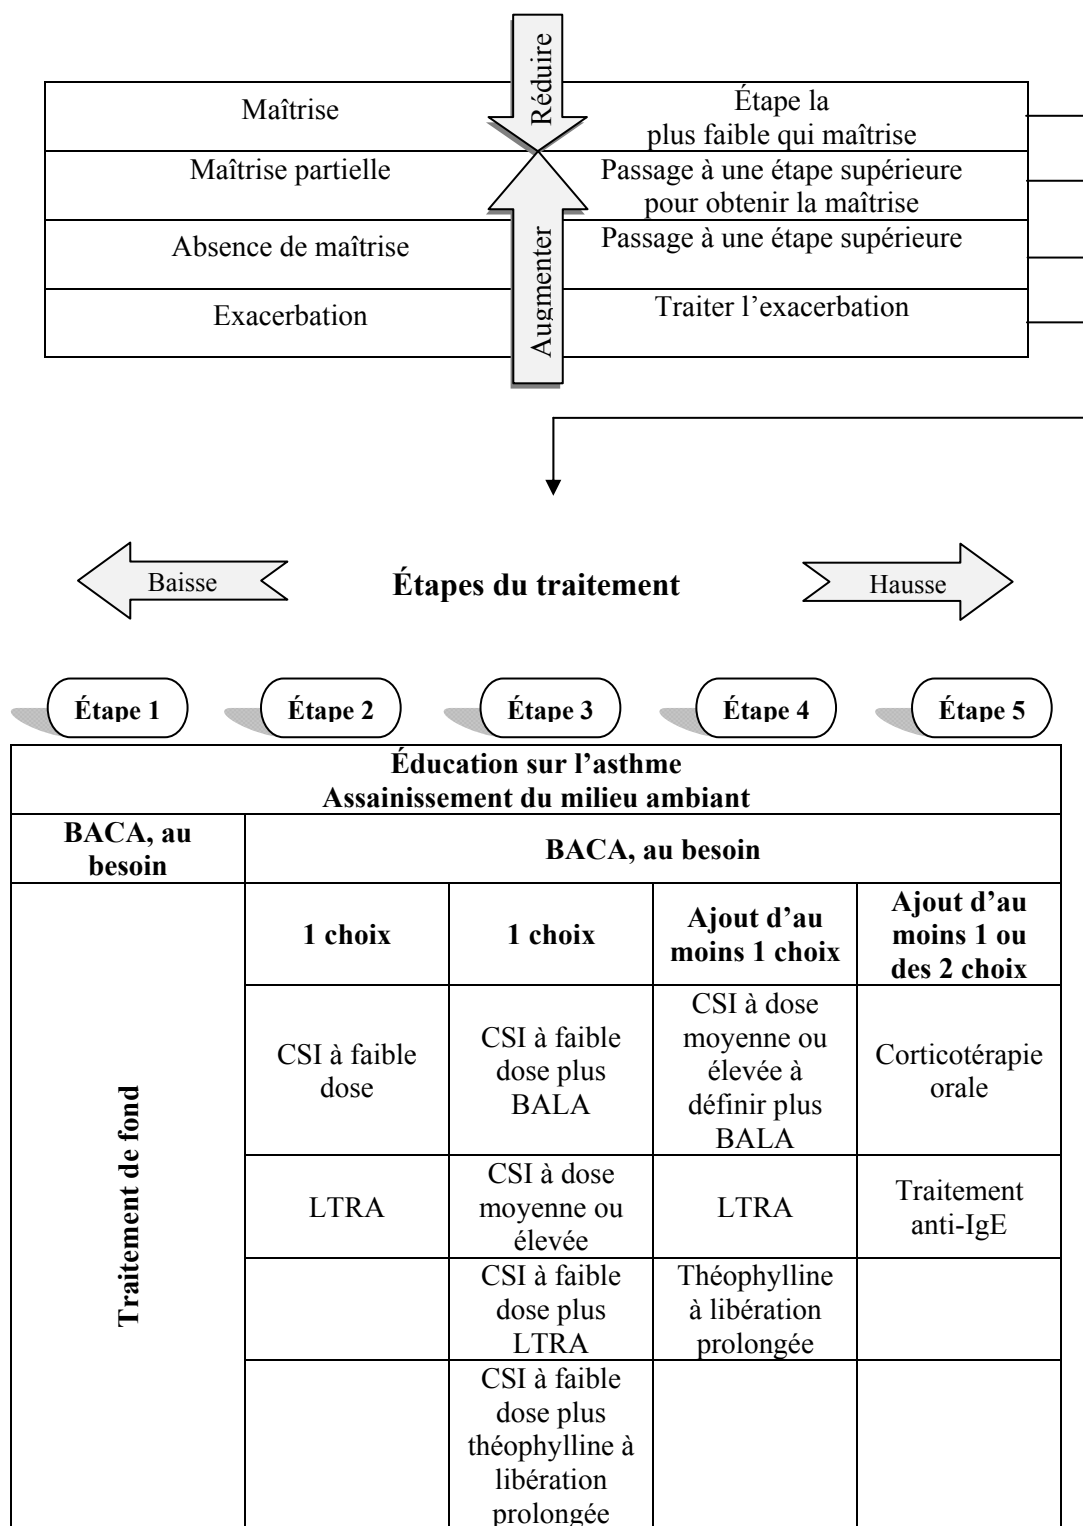 Réduire
Maîtrise
Étape la
plus faible qui maîtrise
Maîtrise partielle
Passage à une étape supérieure
pour obtenir la maîtrise
Absence de maîtrise
Passage à une étape supérieure
Augmenter
Exacerbation
Traiter l’exacerbation
Baisse
Étapes du traitement
Hausse
Étape 1
Étape 2
Étape 3
Étape 4
Étape 5
Éducation sur l’asthme
Assainissement du milieu ambiant
BACA, au
besoin
BACA, au besoin
Traitement de fond
1 choix
1 choix
Ajout d’au
moins 1 choix
Ajout d’au
moins 1 ou
des 2 choix
CSI à faible
dose
CSI à faible
dose plus
BALA
CSI à dose
moyenne ou
élevée à
définir plus
BALA
Corticotérapie
orale
LTRA
CSI à dose
moyenne ou
élevée
LTRA
Traitement
anti-IgE
CSI à faible
dose plus
LTRA
Théophylline
à libération
prolongée
CSI à faible
dose plus
théophylline à
libération
prolongée